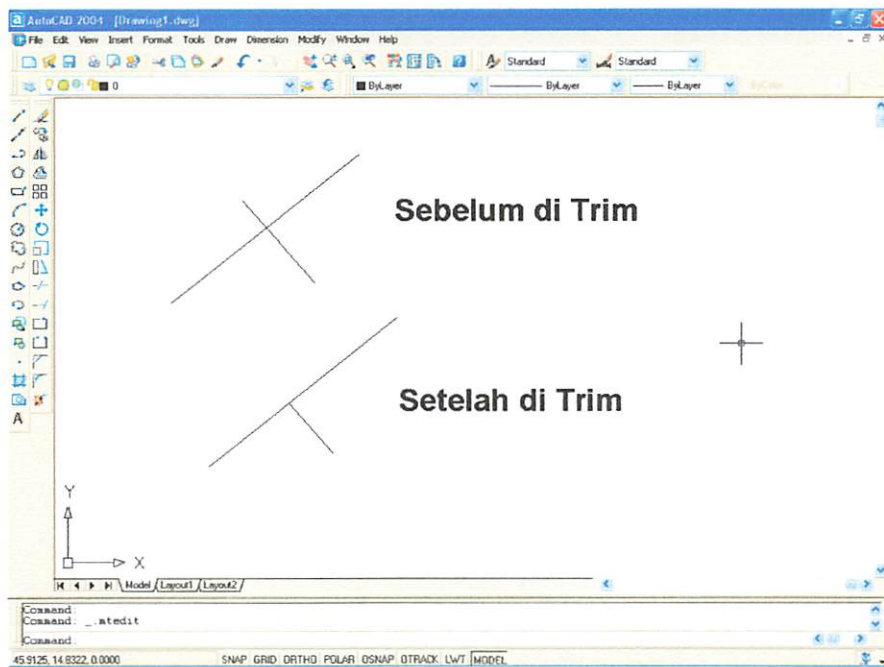 AutoCAD 2004 [Drawing1.dwg]
File Edit View Insert Format Tools Draw Dimension Modify Window Help
Standard Standard
0 ByLayer ByLayer ByLayer ByColor
Sebelum di Trim
Setelah di Trim
A
Y
X
Model Layout1 Layout2
Command:
Command: _.mtedit
Command:
45.9125, 14.8322, 0.0000 SNAP GRID ORTHO POLAR OSNAP OTRACK LWT MODEL